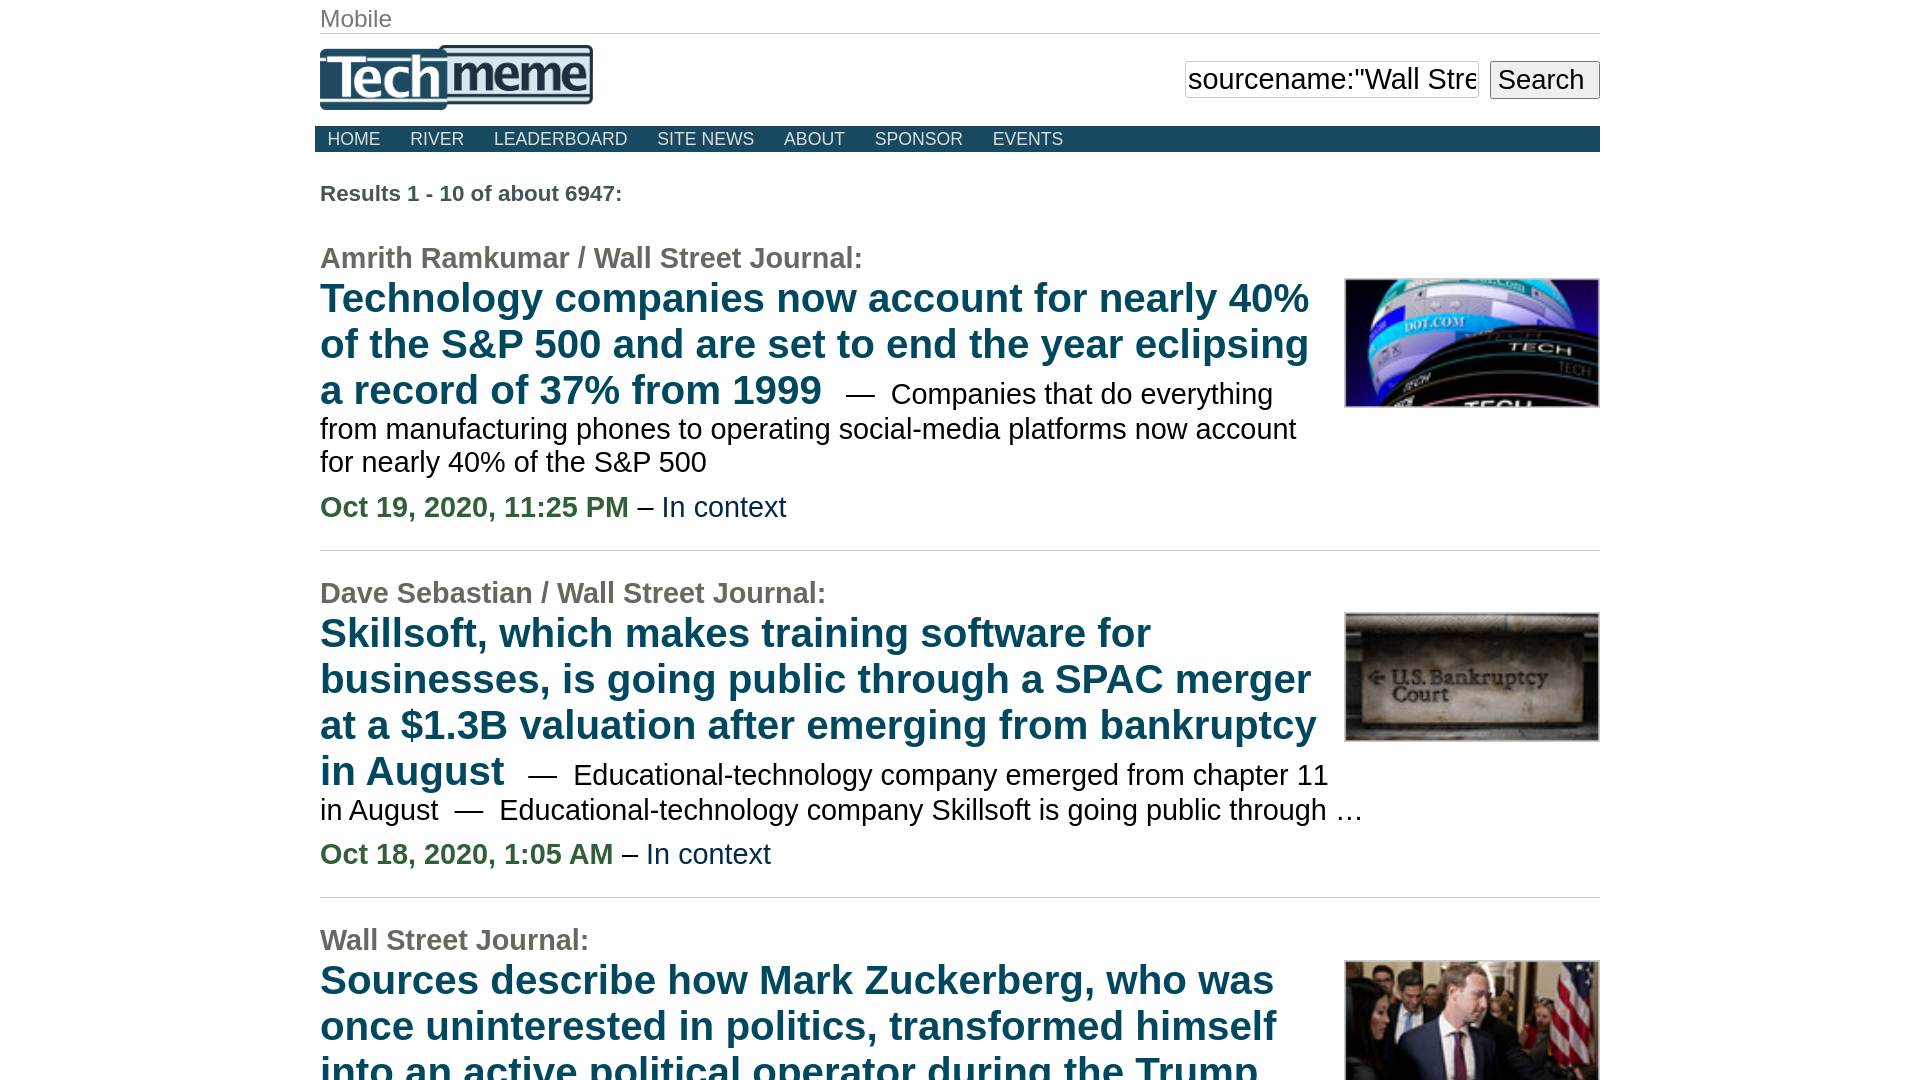 Mobile
Techmeme
sourcename:"Wall Stre
Search
HOME RIVER LEADERBOARD SITE NEWS ABOUT SPONSOR EVENTS
Results 1 - 10 of about 6947:
Amrith Ramkumar / Wall Street Journal:
Technology companies now account for nearly 40%
of the S&P 500 and are set to end the year eclipsing
a record of 37% from 1999 — Companies that do everything
from manufacturing phones to operating social-media platforms now account
for nearly 40% of the S&P 500
Dot.Com
DOT.COM
TECH
TECH
TECH
TECH
Oct 19, 2020, 11:25 PM – In context
Dave Sebastian / Wall Street Journal:
Skillsoft, which makes training software for
businesses, is going public through a SPAC merger
at a $1.3B valuation after emerging from bankruptcy
in August — Educational-technology company emerged from chapter 11
in August — Educational-technology company Skillsoft is going public through …
U.S. Bankruptcy
Court
Oct 18, 2020, 1:05 AM – In context
Wall Street Journal:
Sources describe how Mark Zuckerberg, who was
once uninterested in politics, transformed himself
into an active political operator during the Trump